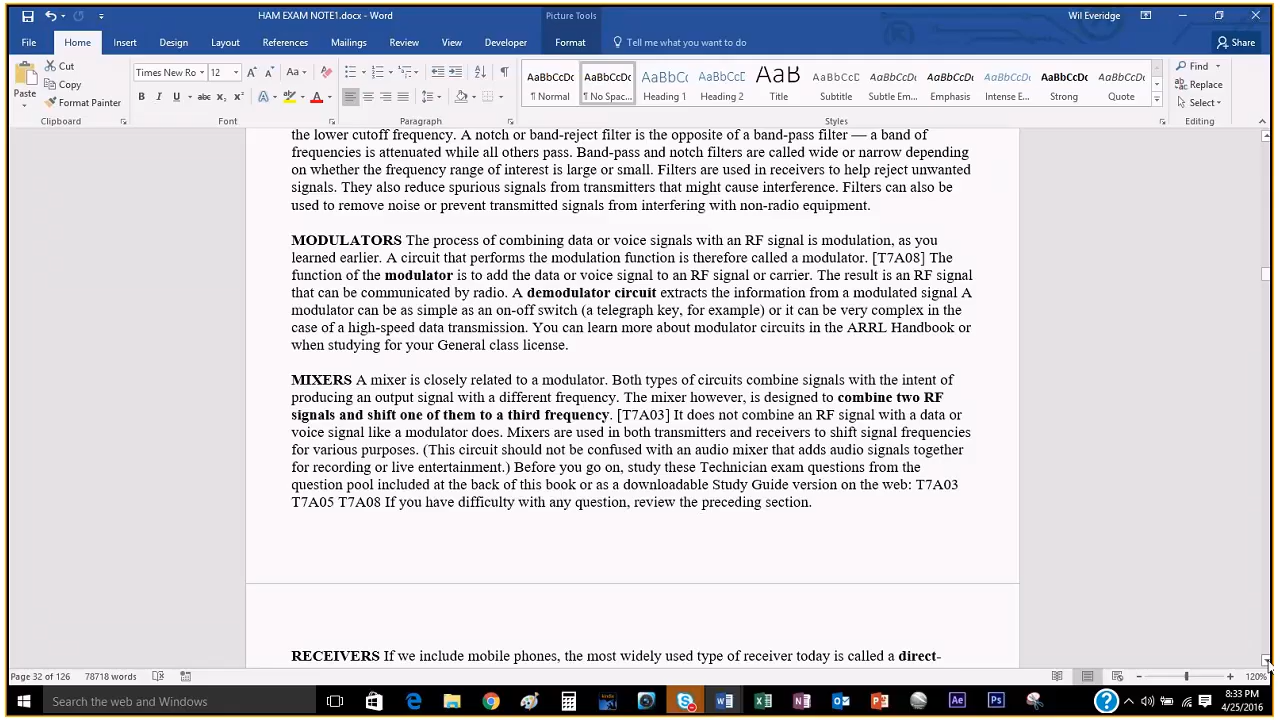 HAM EXAM NOTE1.docx - Word
Picture Tools
Wil Everidge
File Home Insert Design Layout References Mailings Review View Developer Format Tell me what you want to do Share
Paste
Cut
Copy
Format Painter
Times New Ro 12
Clipboard
Font
Paragraph
AaBbCcDc AaBbCcDc AaBbCc AaBbCcD AaB AaBbCcD AaBbCcDc AaBbCcDc AaBbCcDc AaBbCcDc AaBbCcDc
¶ Normal ¶ No Spac... Heading 1 Heading 2 Title Subtitle Subtle Em... Emphasis Intense E... Strong Quote
Styles
Find
Replace
Select
Editing
the lower cutoff frequency. A notch or band-reject filter is the opposite of a band-pass filter — a band of
frequencies is attenuated while all others pass. Band-pass and notch filters are called wide or narrow depending
on whether the frequency range of interest is large or small. Filters are used in receivers to help reject unwanted
signals. They also reduce spurious signals from transmitters that might cause interference. Filters can also be
used to remove noise or prevent transmitted signals from interfering with non-radio equipment.
MODULATORS The process of combining data or voice signals with an RF signal is modulation, as you
learned earlier. A circuit that performs the modulation function is therefore called a modulator. [T7A08] The
function of the modulator is to add the data or voice signal to an RF signal or carrier. The result is an RF signal
that can be communicated by radio. A demodulator circuit extracts the information from a modulated signal A
modulator can be as simple as an on-off switch (a telegraph key, for example) or it can be very complex in the
case of a high-speed data transmission. You can learn more about modulator circuits in the ARRL Handbook or
when studying for your General class license.
MIXERS A mixer is closely related to a modulator. Both types of circuits combine signals with the intent of
producing an output signal with a different frequency. The mixer however, is designed to combine two RF
signals and shift one of them to a third frequency. [T7A03] It does not combine an RF signal with a data or
voice signal like a modulator does. Mixers are used in both transmitters and receivers to shift signal frequencies
for various purposes. (This circuit should not be confused with an audio mixer that adds audio signals together
for recording or live entertainment.) Before you go on, study these Technician exam questions from the
question pool included at the back of this book or as a downloadable Study Guide version on the web: T7A03
T7A05 T7A08 If you have difficulty with any question, review the preceding section.
RECEIVERS If we include mobile phones, the most widely used type of receiver today is called a direct-
Page 32 of 126 78718 words
120%
Search the web and Windows
8:33 PM
4/25/2016